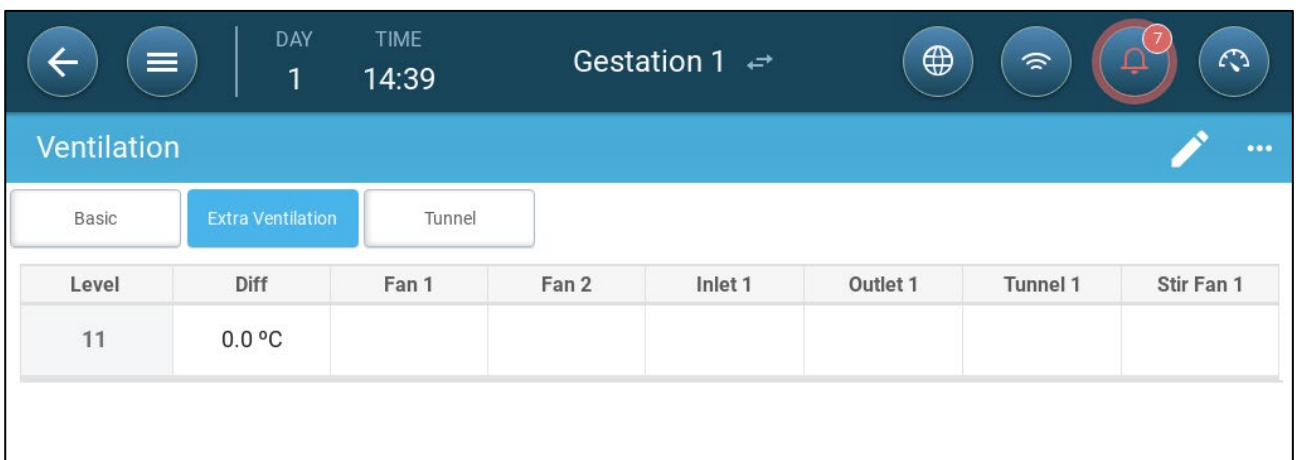 DAY TIME
1 14:39 Gestation 1 7
Ventilation
Basic Extra Ventilation Tunnel
Level Diff Fan 1 Fan 2 Inlet 1 Outlet 1 Tunnel 1 Stir Fan 1
11 0.0 ºC